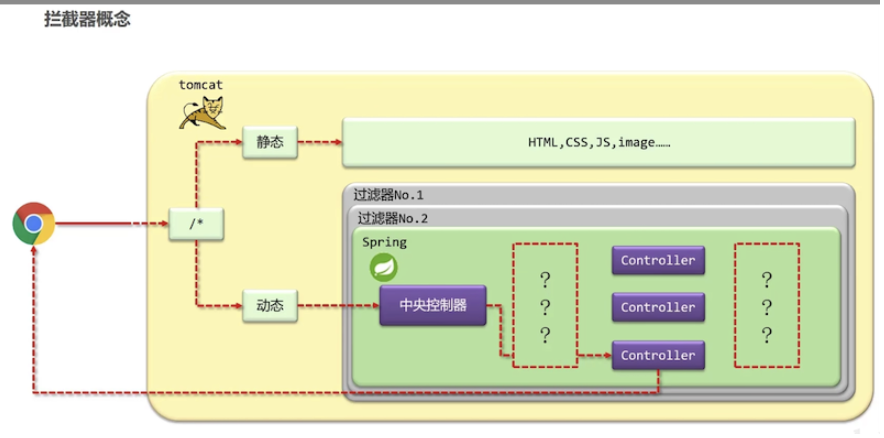 拦截器概念
tomcat
静态
HTML,CSS,JS,image……
/*
过滤器No.1
过滤器No.2
Spring
中央控制器
?
?
?
Controller
Controller
Controller
?
?
?
动态